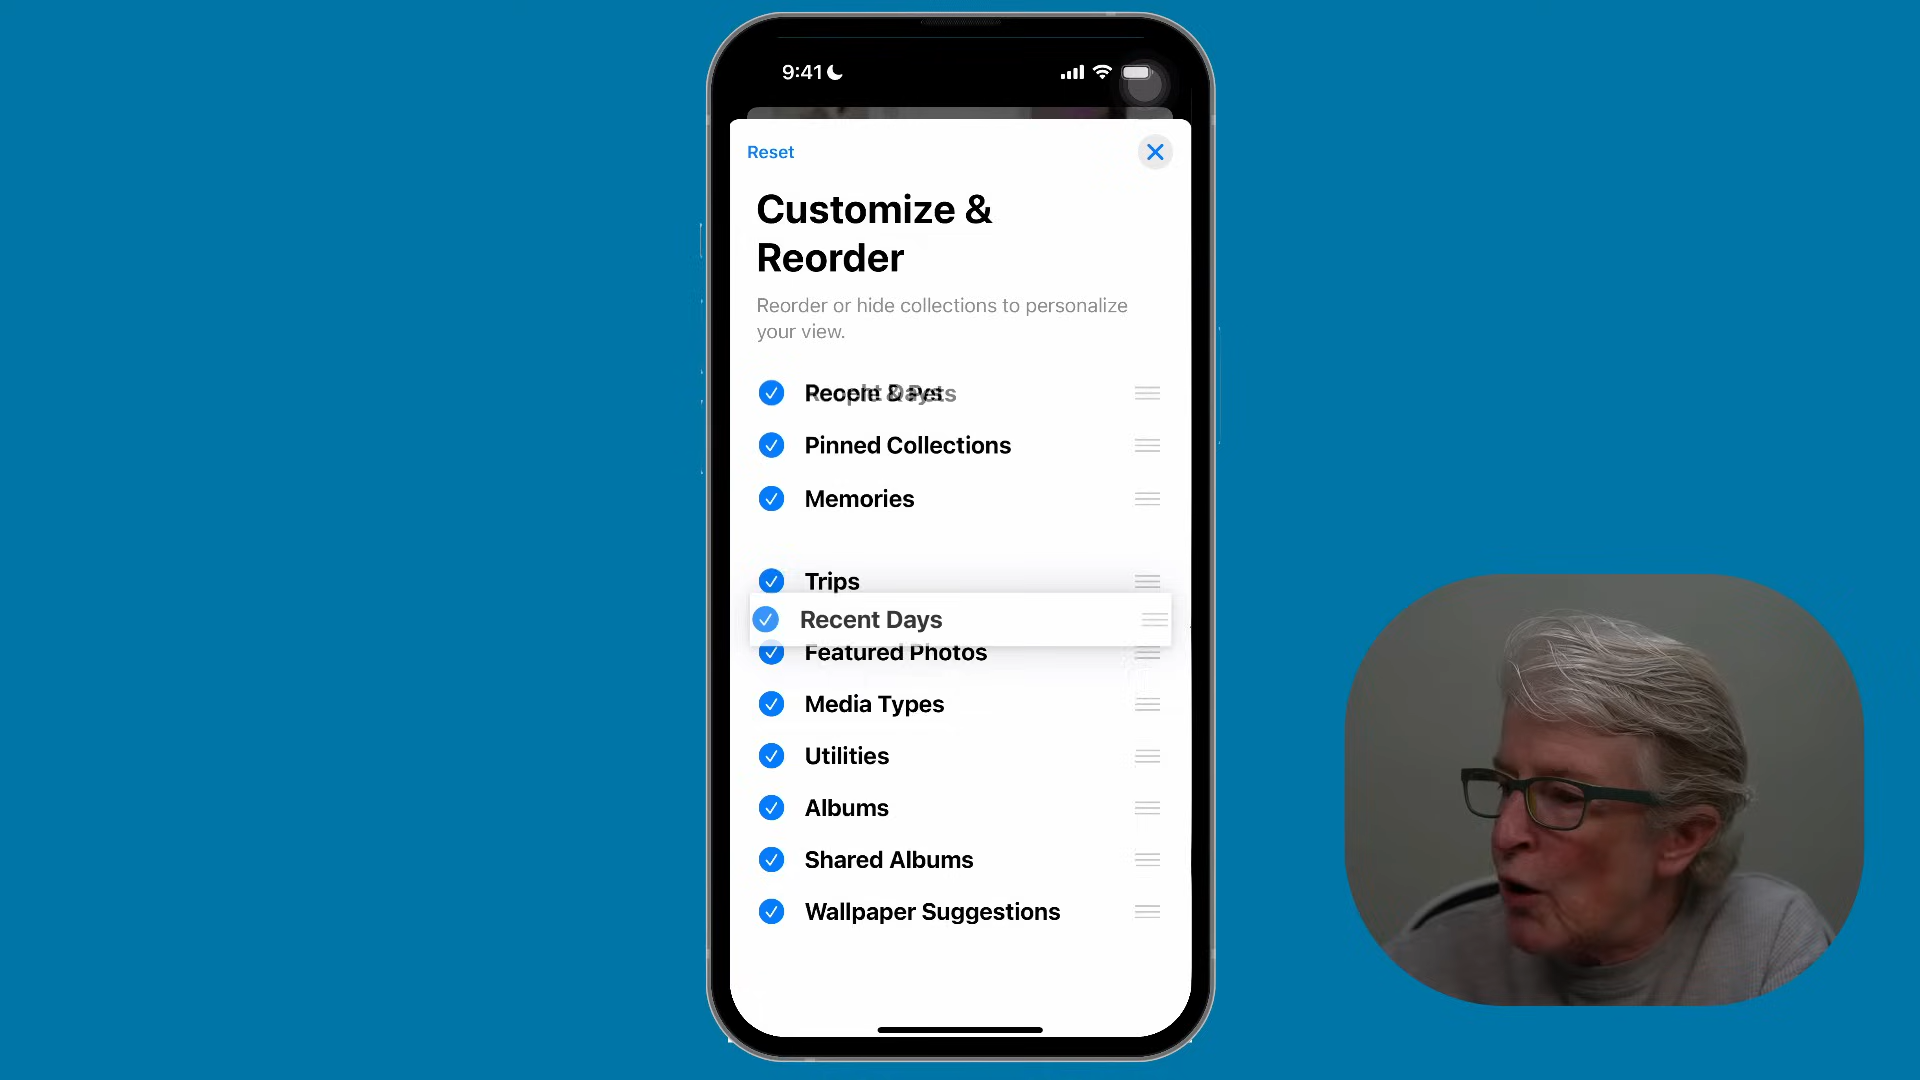 9:41
Reset
Customize &
Reorder
Reorder or hide collections to personalize
your view.
Pinned Collections
Memories
Trips
Recent Days
Featured Photos
Media Types
Utilities
Albums
Shared Albums
Wallpaper Suggestions